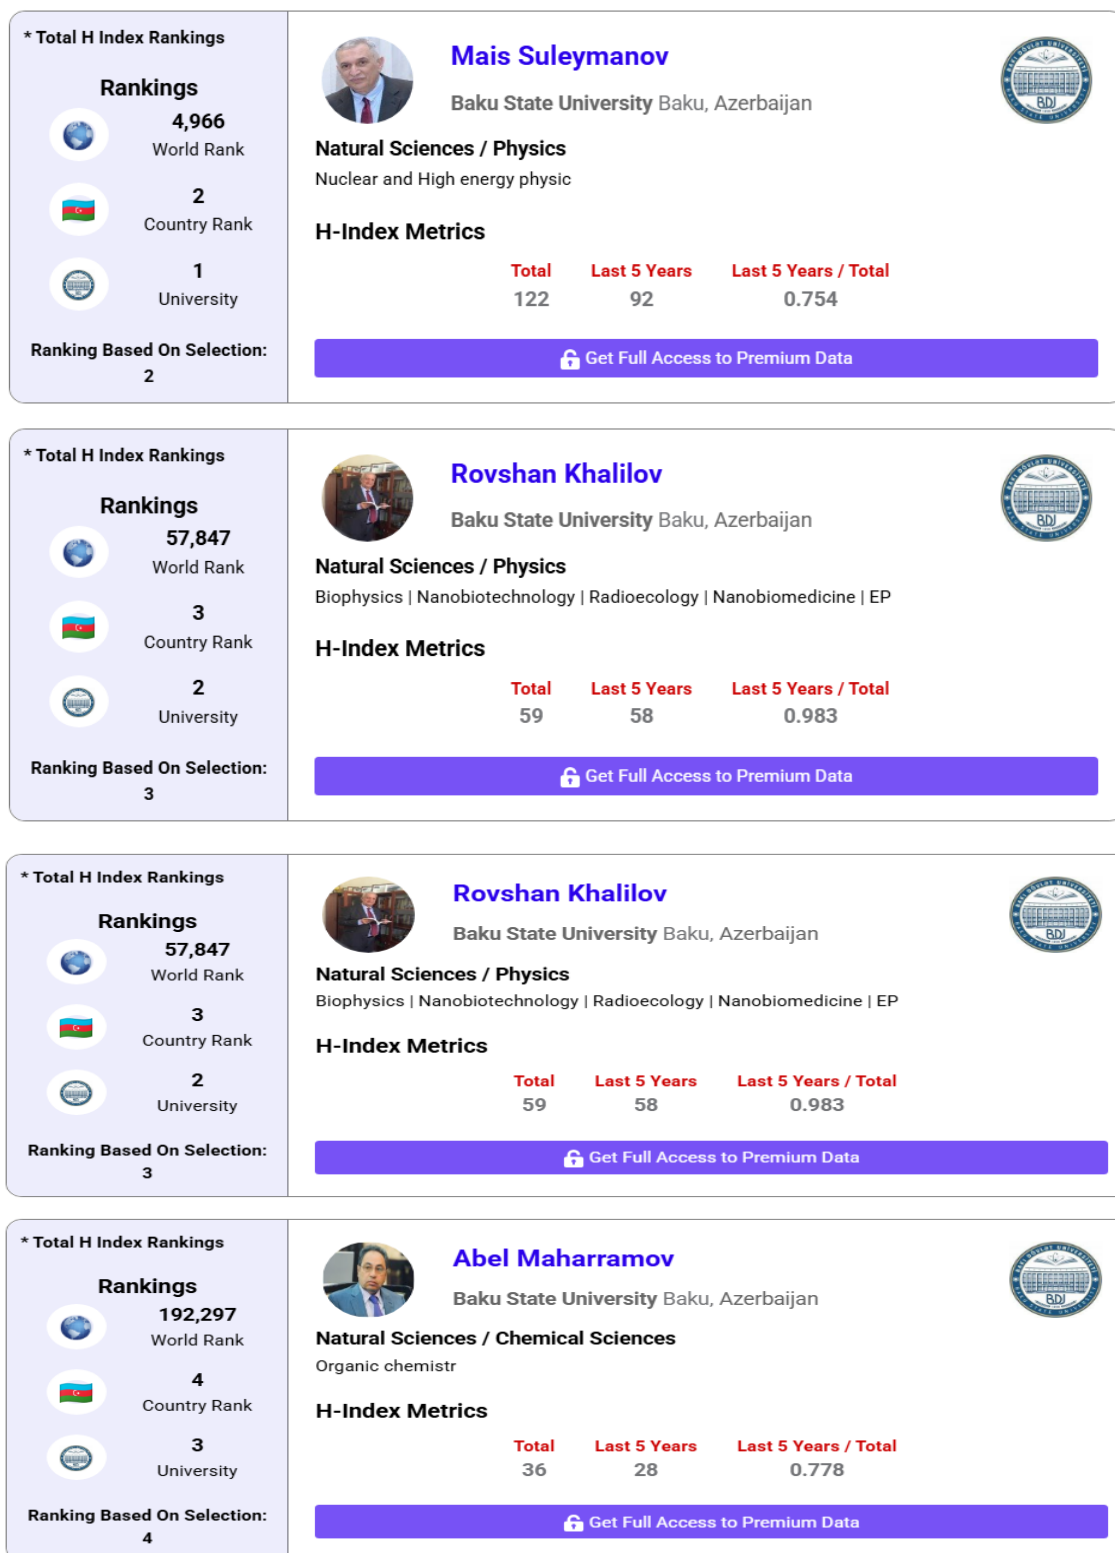 * Total H Index Rankings
Rankings
4,966
World Rank
2
Country Rank
1
University
Ranking Based On Selection:
2
Mais Suleymanov
Baku State University Baku, Azerbaijan
Natural Sciences / Physics
Nuclear and High energy physic
H-Index Metrics
Total Last 5 Years Last 5 Years / Total
122 92 0.754
Get Full Access to Premium Data
* Total H Index Rankings
Rankings
57,847
World Rank
3
Country Rank
2
University
Ranking Based On Selection:
3
Rovshan Khalilov
Baku State University Baku, Azerbaijan
Natural Sciences / Physics
Biophysics | Nanobiotechnology | Radioecology | Nanobiomedicine | EP
H-Index Metrics
Total Last 5 Years Last 5 Years / Total
59 58 0.983
Get Full Access to Premium Data
* Total H Index Rankings
Rankings
57,847
World Rank
3
Country Rank
2
University
Ranking Based On Selection:
3
Rovshan Khalilov
Baku State University Baku, Azerbaijan
Natural Sciences / Physics
Biophysics | Nanobiotechnology | Radioecology | Nanobiomedicine | EP
H-Index Metrics
Total Last 5 Years Last 5 Years / Total
59 58 0.983
Get Full Access to Premium Data
* Total H Index Rankings
Rankings
192,297
World Rank
4
Country Rank
3
University
Ranking Based On Selection:
4
Abel Maharramov
Baku State University Baku, Azerbaijan
Natural Sciences / Chemical Sciences
Organic chemistr
H-Index Metrics
Total Last 5 Years Last 5 Years / Total
36 28 0.778
Get Full Access to Premium Data